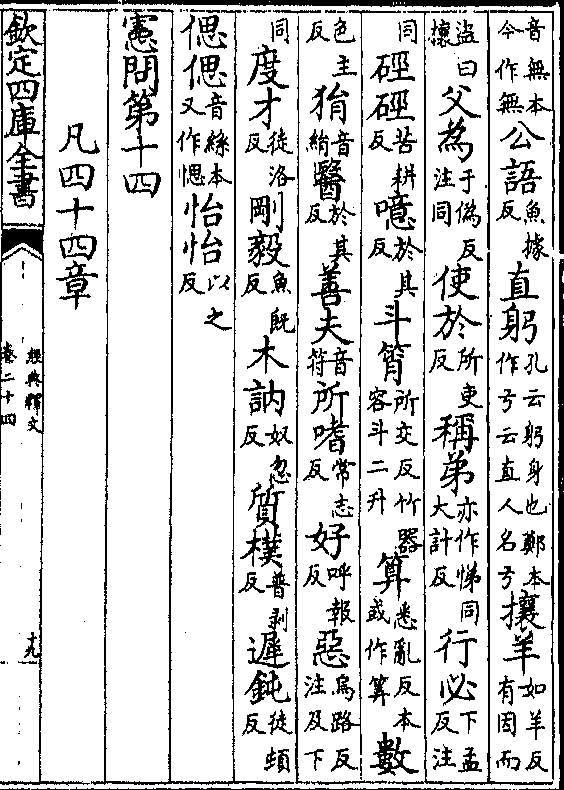 音無本今作無公語魚據反直躬孔云躬身也鄭本作弓云直人名弓攘羊如羊反有因而
盜曰攘父為于偽反注同使於所吏反稱弟亦作悌同大計反行必下孟反注
同硜硜苦耕反噫於其反斗筲所交反竹器容斗二升算悉亂反本或作筭數
色主反狷音絹醫於其反善夫音符所嗜常志反好呼報反惡烏路反注及下
同度才徒洛反剛毅魚旣反木訥奴忽反質樸普剥反遲鈍徒頓反
偲偲音絲本又作愢怡怡以之反
憲問第十四
凡四十四章
欽定四庫全書
經典釋文
卷二十四
十九